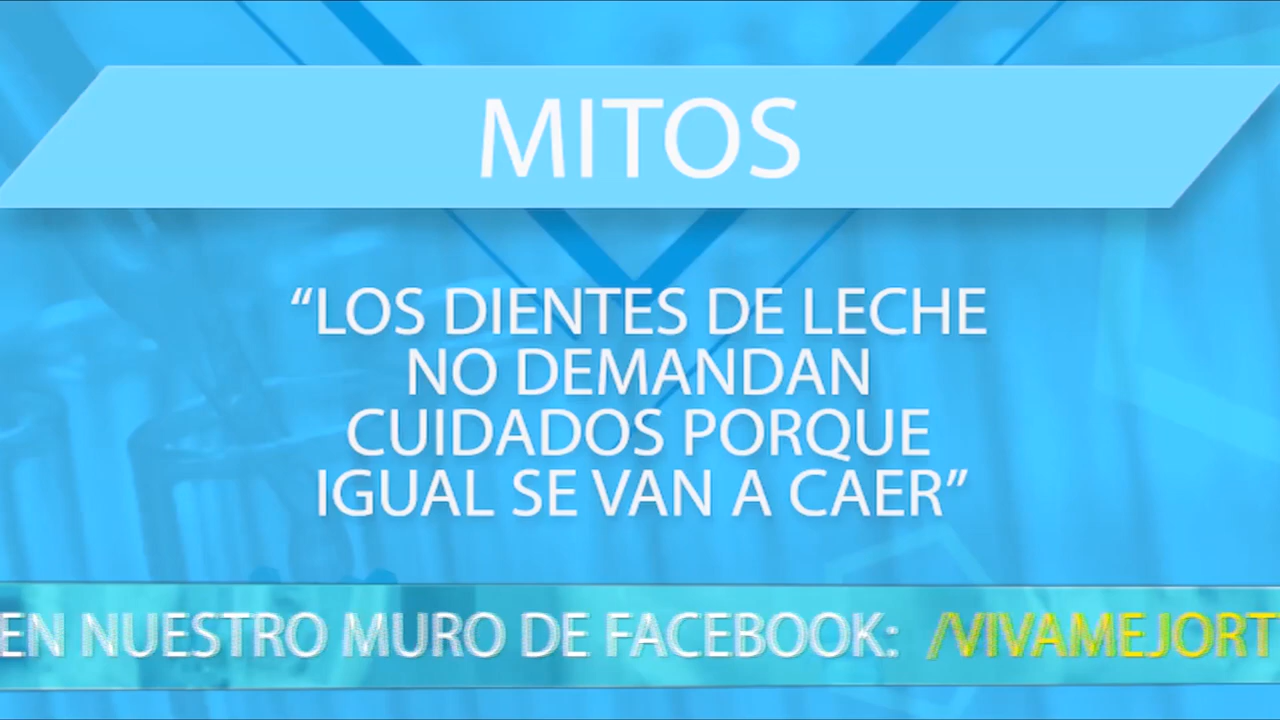 MITOS
“LOS DIENTES DE LECHE
NO DEMANDAN
CUIDADOS PORQUE
IGUAL SE VAN A CAER”
EN NUESTRO MURO DE FACEBOOK: /VIVAMEJORT